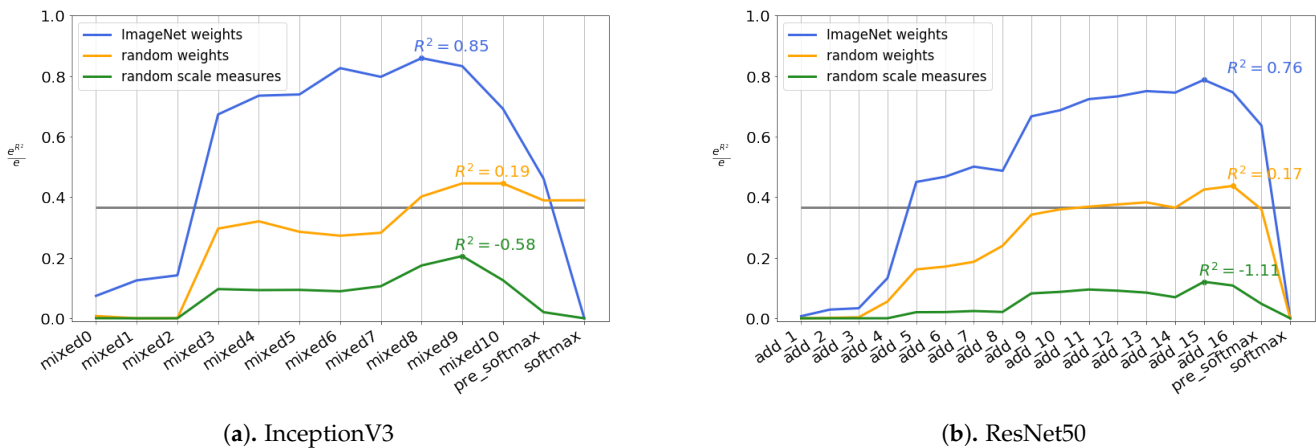 1.0
0.8
0.6
0.4
0.2
0.0
e^{R^2}
e
ImageNet weights
random weights
random scale measures
R² = 0.85
R² = 0.19
R² = -0.58
mixed0
mixed1
mixed2
mixed3
mixed4
mixed5
mixed6
mixed7
mixed8
mixed9
mixed10
pre_softmax
softmax
(a). InceptionV3
1.0
0.8
0.6
0.4
0.2
0.0
e^{R^2}
e
ImageNet weights
random weights
random scale measures
R² = 0.76
R² = 0.17
R² = -1.11
add_1
add_2
add_3
add_4
add_5
add_6
add_7
add_8
add_9
add_10
add_11
add_12
add_13
add_14
add_15
add_16
pre_softmax
softmax
(b). ResNet50